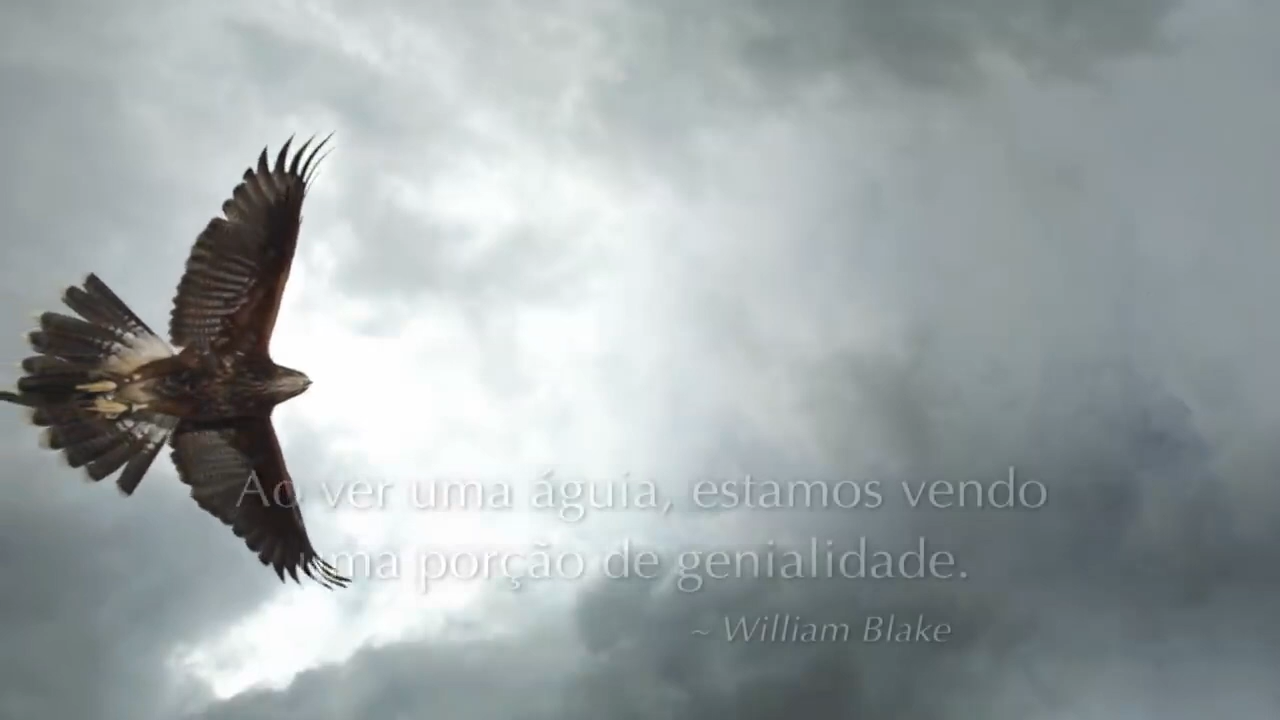 Ao ver uma águia, estamos vendo
uma porção de genialidade.
~ William Blake